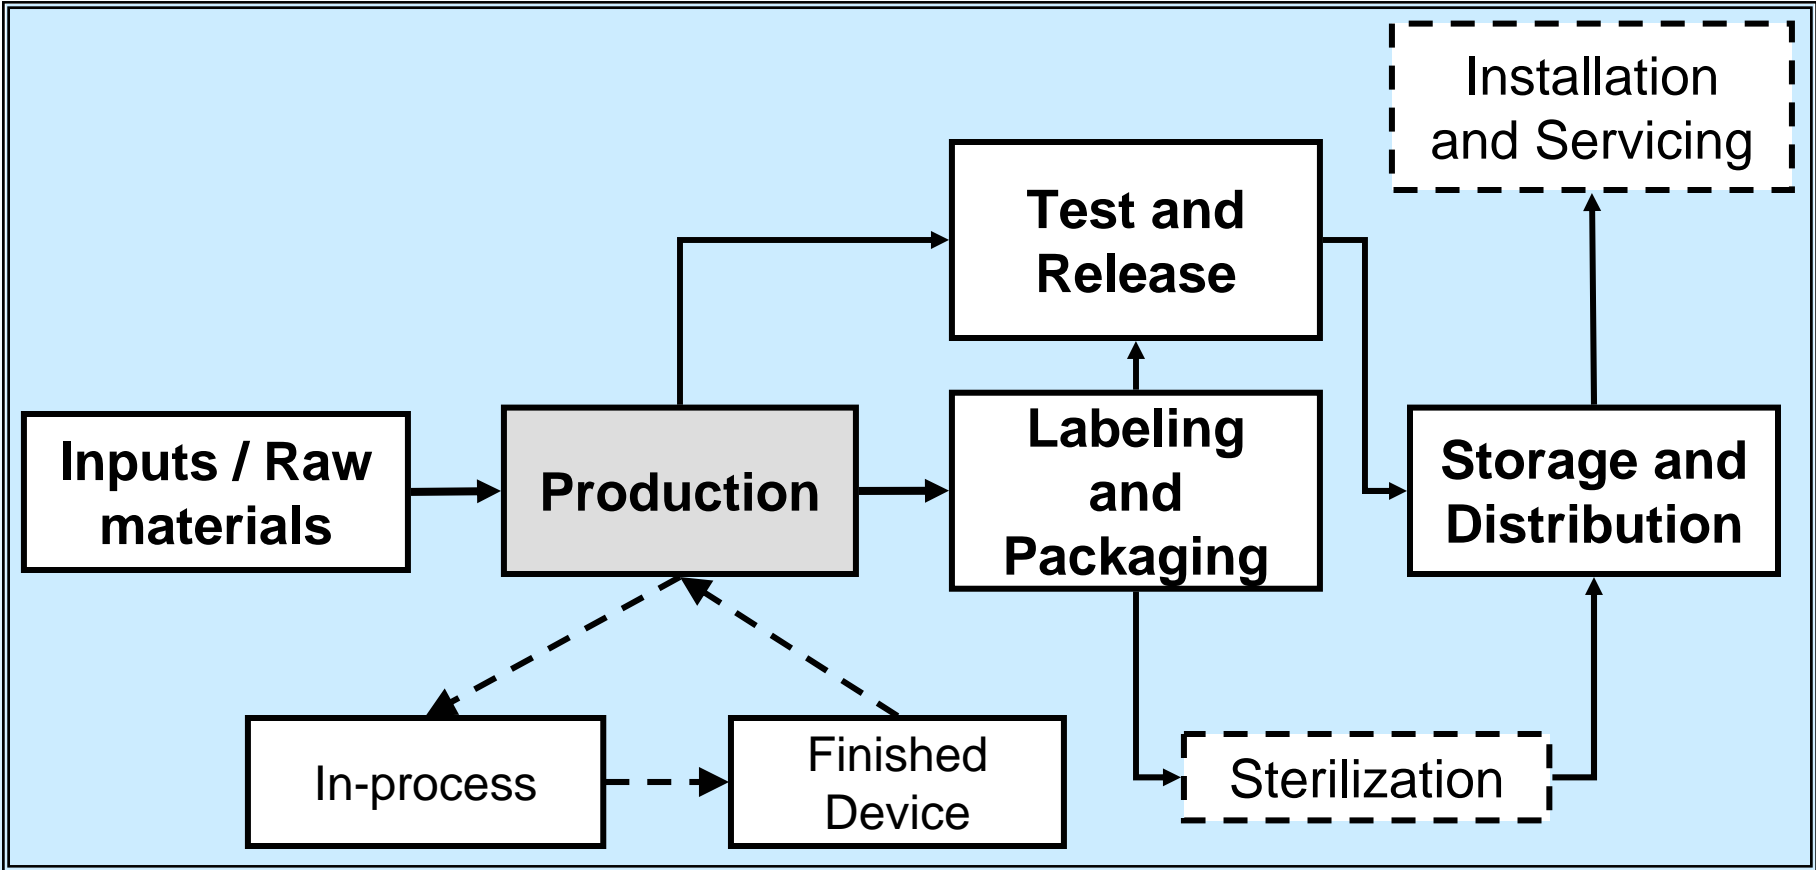 Installation
and Servicing
Test and
Release
Inputs / Raw
materials
Production
Labeling
and
Packaging
Storage and
Distribution
In-process
Finished
Device
Sterilization